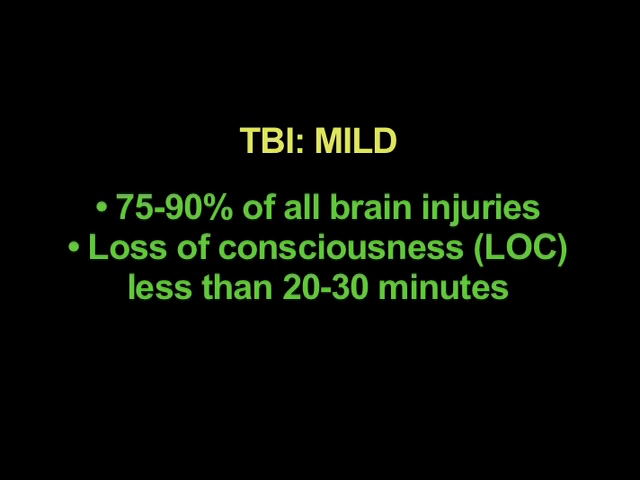 TBI: MILD
• 75-90% of all brain injuries
• Loss of consciousness (LOC)
less than 20-30 minutes